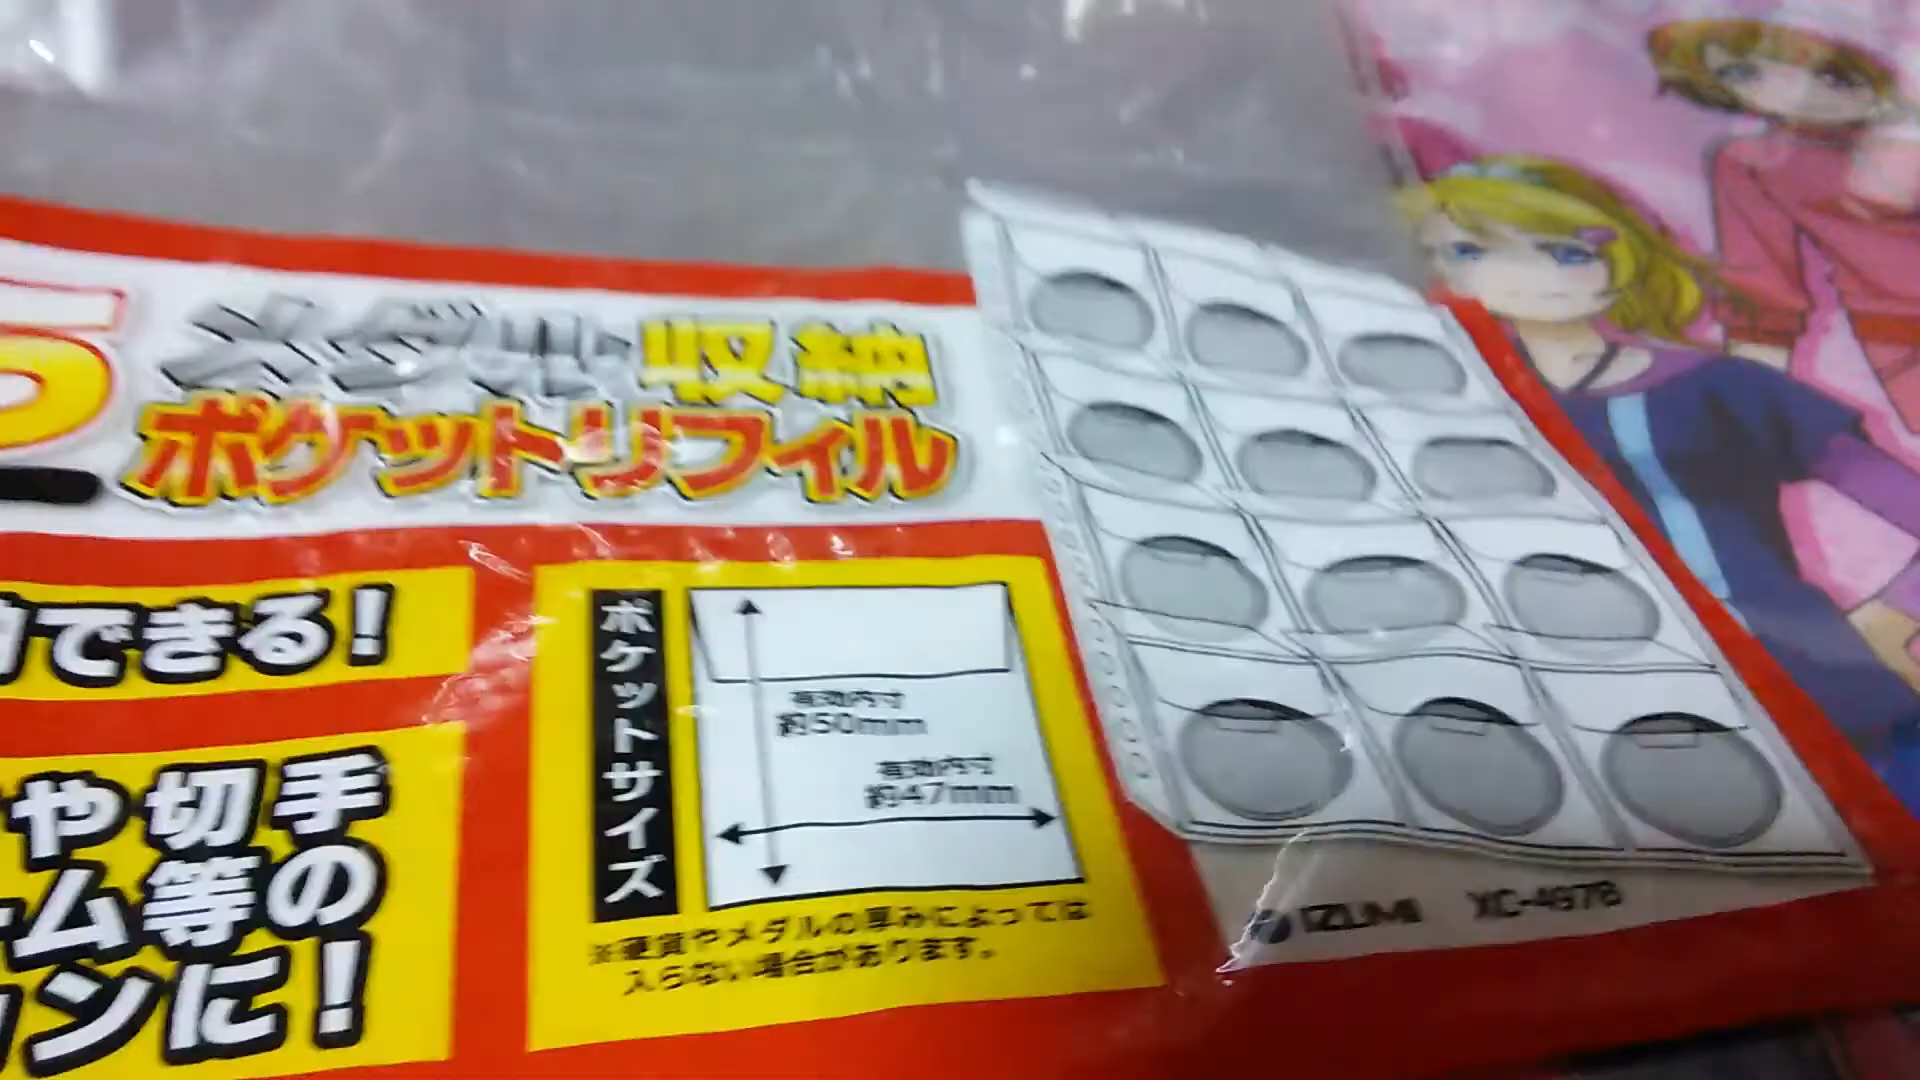 5
メダル収納
ポケットリフィル
できる!
や切手
ム等の
ンに!
ポケットサイズ
有効内寸
約50mm
有効内寸
約47mm
※硬貨やメダルの厚みによっては
入らない場合があります。
IZUMI XC-4978